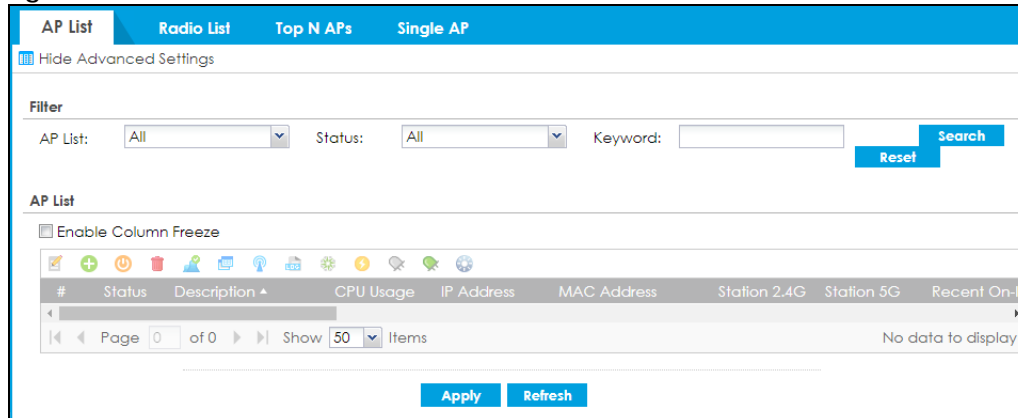 AP List Radio List Top N APs Single AP
Hide Advanced Settings
Filter
AP List: All Status: All Keyword: Search
Reset
AP List
Enable Column Freeze
# Status Description CPU Usage IP Address MAC Address Station 2.4G Station 5G Recent On-
Page 0 of 0 Show 50 Items No data to display
Apply Refresh